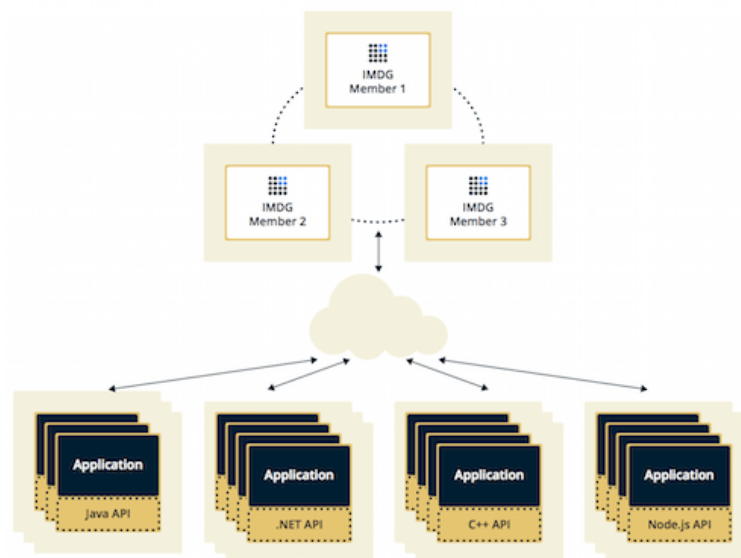 IMDG
Member 1
IMDG
Member 2
IMDG
Member 3
Application
Java API
Application
.NET API
Application
C++ API
Application
Node.js API